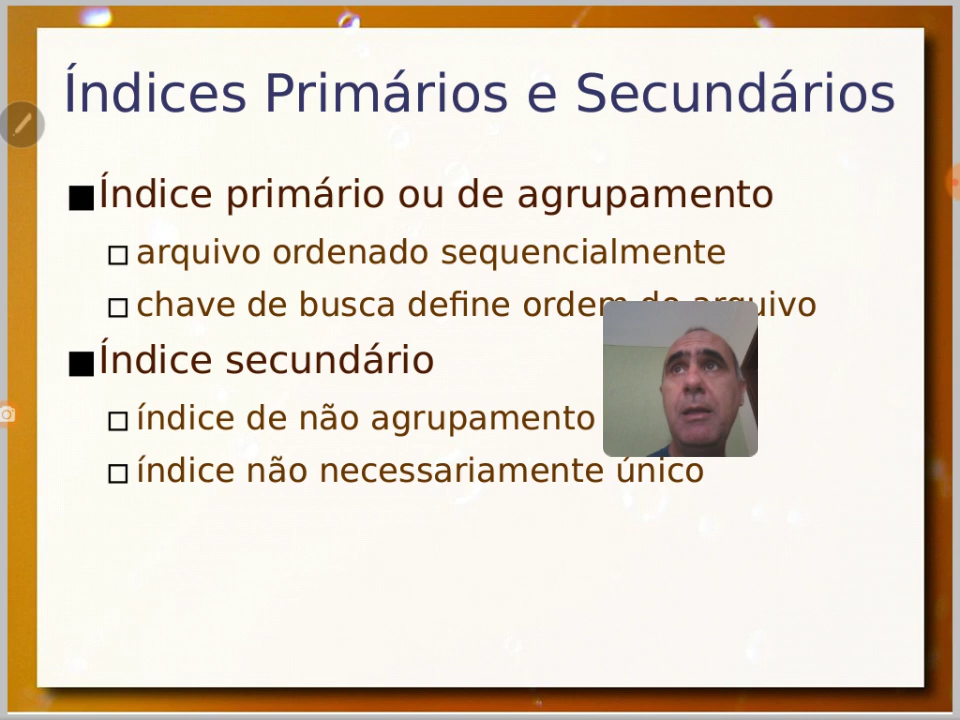 Índices Primários e Secundários
Índice primário ou de agrupamento
arquivo ordenado sequencialmente
chave de busca define ordem do arquivo
Índice secundário
índice de não agrupamento
índice não necessariamente único